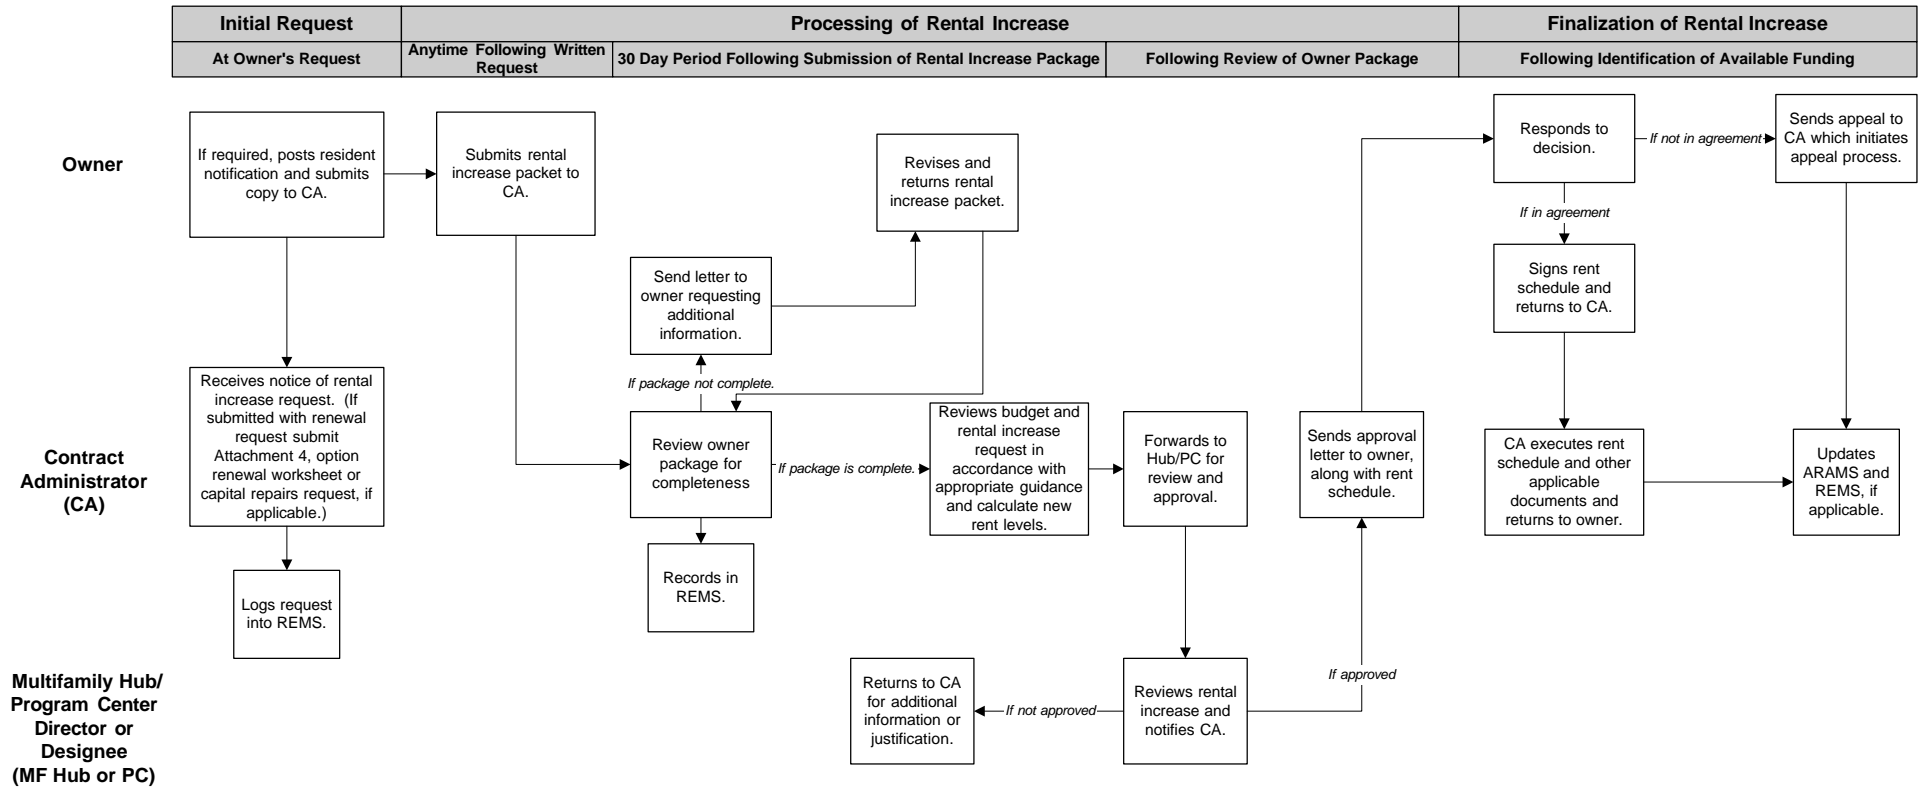 Initial Request
Processing of Rental Increase
Finalization of Rental Increase
At Owner's Request
Anytime Following Written
Request
30 Day Period Following Submission of Rental Increase Package
Following Review of Owner Package
Following Identification of Available Funding
Owner
If required, posts resident
notification and submits
copy to CA.
Submits rental
increase packet to
CA.
Revises and
returns rental
increase packet.
Responds to
decision.
If not in agreement
Sends appeal to
CA which initiates
appeal process.
If in agreement
Signs rent
schedule and
returns to CA.
Send letter to
owner requesting
additional
information.
If package not complete.
Contract
Administrator
(CA)
Receives notice of rental
increase request. (If
submitted with renewal
request submit
Attachment 4, option
renewal worksheet or
capital repairs request, if
applicable.)
Review owner
package for
completeness
If package is complete.
Reviews budget and
rental increase
request in
accordance with
appropriate guidance
and calculate new
rent levels.
Forwards to
Hub/PC for
review and
approval.
Sends approval
letter to owner,
along with rent
schedule.
CA executes rent
schedule and other
applicable
documents and
returns to owner.
Updates
ARAMS and
REMS, if
applicable.
Logs request
into REMS.
Records in
REMS.
Multifamily Hub/
Program Center
Director or
Designee
(MF Hub or PC)
Returns to CA
for additional
information or
justification.
If not approved
Reviews rental
increase and
notifies CA.
If approved